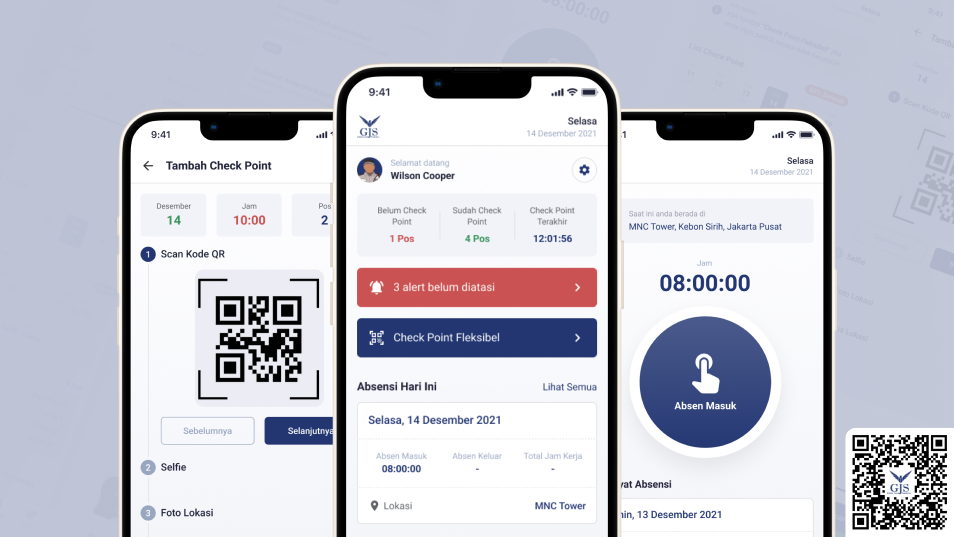 9:41
Tambah Check Point
Desember
14
Jam
10:00
Pos
2
1
Scan Kode QR
Sebelumnya
Selanjutnya
2
Selfie
3
Foto Lokasi
9:41
GJS
Selasa
14 Desember 2021
Selamat datang
Wilson Cooper
Belum Check
Point
1 Pos
Sudah Check
Point
4 Pos
Check Point
Terakhir
12:01:56
3 alert belum diatasi
Check Point Fleksibel
Absensi Hari Ini
Lihat Semua
Selasa, 14 Desember 2021
Absen Masuk
08:00:00
Absen Keluar
-
Total Jam Kerja
-
Lokasi
MNC Tower
Selasa
14 Desember 2021
Saat ini anda berada di
MNC Tower, Kebon Sirih, Jakarta Pusat
Jam
08:00:00
Absen Masuk
yat Absensi
nin, 13 Desember 2021
GJS